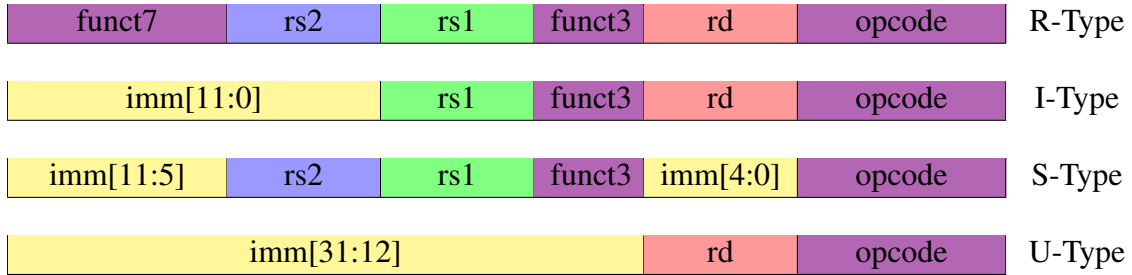 funct7 rs2 rs1 funct3 rd opcode R-Type
imm[11:0] rs1 funct3 rd opcode I-Type
imm[11:5] rs2 rs1 funct3 imm[4:0] opcode S-Type
imm[31:12] rd opcode U-Type